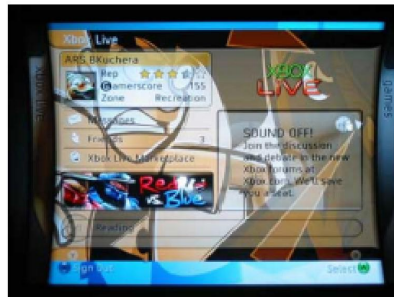 Xbox Live
ARS BKuchera
Rep
Gamerscore 155
Zone Recreation
XBOX
LIVE
Messages
Friends 3
Xbox Live Marketplace
SOUND OFF!
Join the discussion
and debate in the new
Xbox forums at
Xbox.com. We'll save
you a seat.
Red
vs. Blue
Reading
Sign Out
Select
games